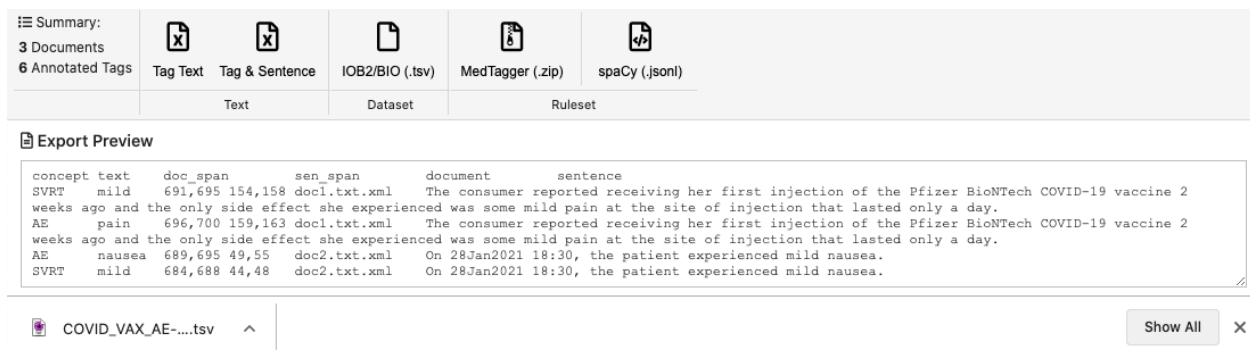 Summary:
3 Documents
6 Annotated Tags
Tag Text
Tag & Sentence
Text
IOB2/BIO (.tsv)
Dataset
MedTagger (.zip)
spaCy (.jsonl)
Ruleset
Export Preview
concept text doc_span sen_span document sentence
SVRT mild 691,695 154,158 doc1.txt.xml The consumer reported receiving her first injection of the Pfizer BioNTech COVID-19 vaccine 2
weeks ago and the only side effect she experienced was some mild pain at the site of injection that lasted only a day.
AE pain 696,700 159,163 doc1.txt.xml The consumer reported receiving her first injection of the Pfizer BioNTech COVID-19 vaccine 2
weeks ago and the only side effect she experienced was some mild pain at the site of injection that lasted only a day.
AE nausea 689,695 49,55 doc2.txt.xml On 28Jan2021 18:30, the patient experienced mild nausea.
SVRT mild 684,688 44,48 doc2.txt.xml On 28Jan2021 18:30, the patient experienced mild nausea.
COVID_VAX_AE-....tsv
Show All